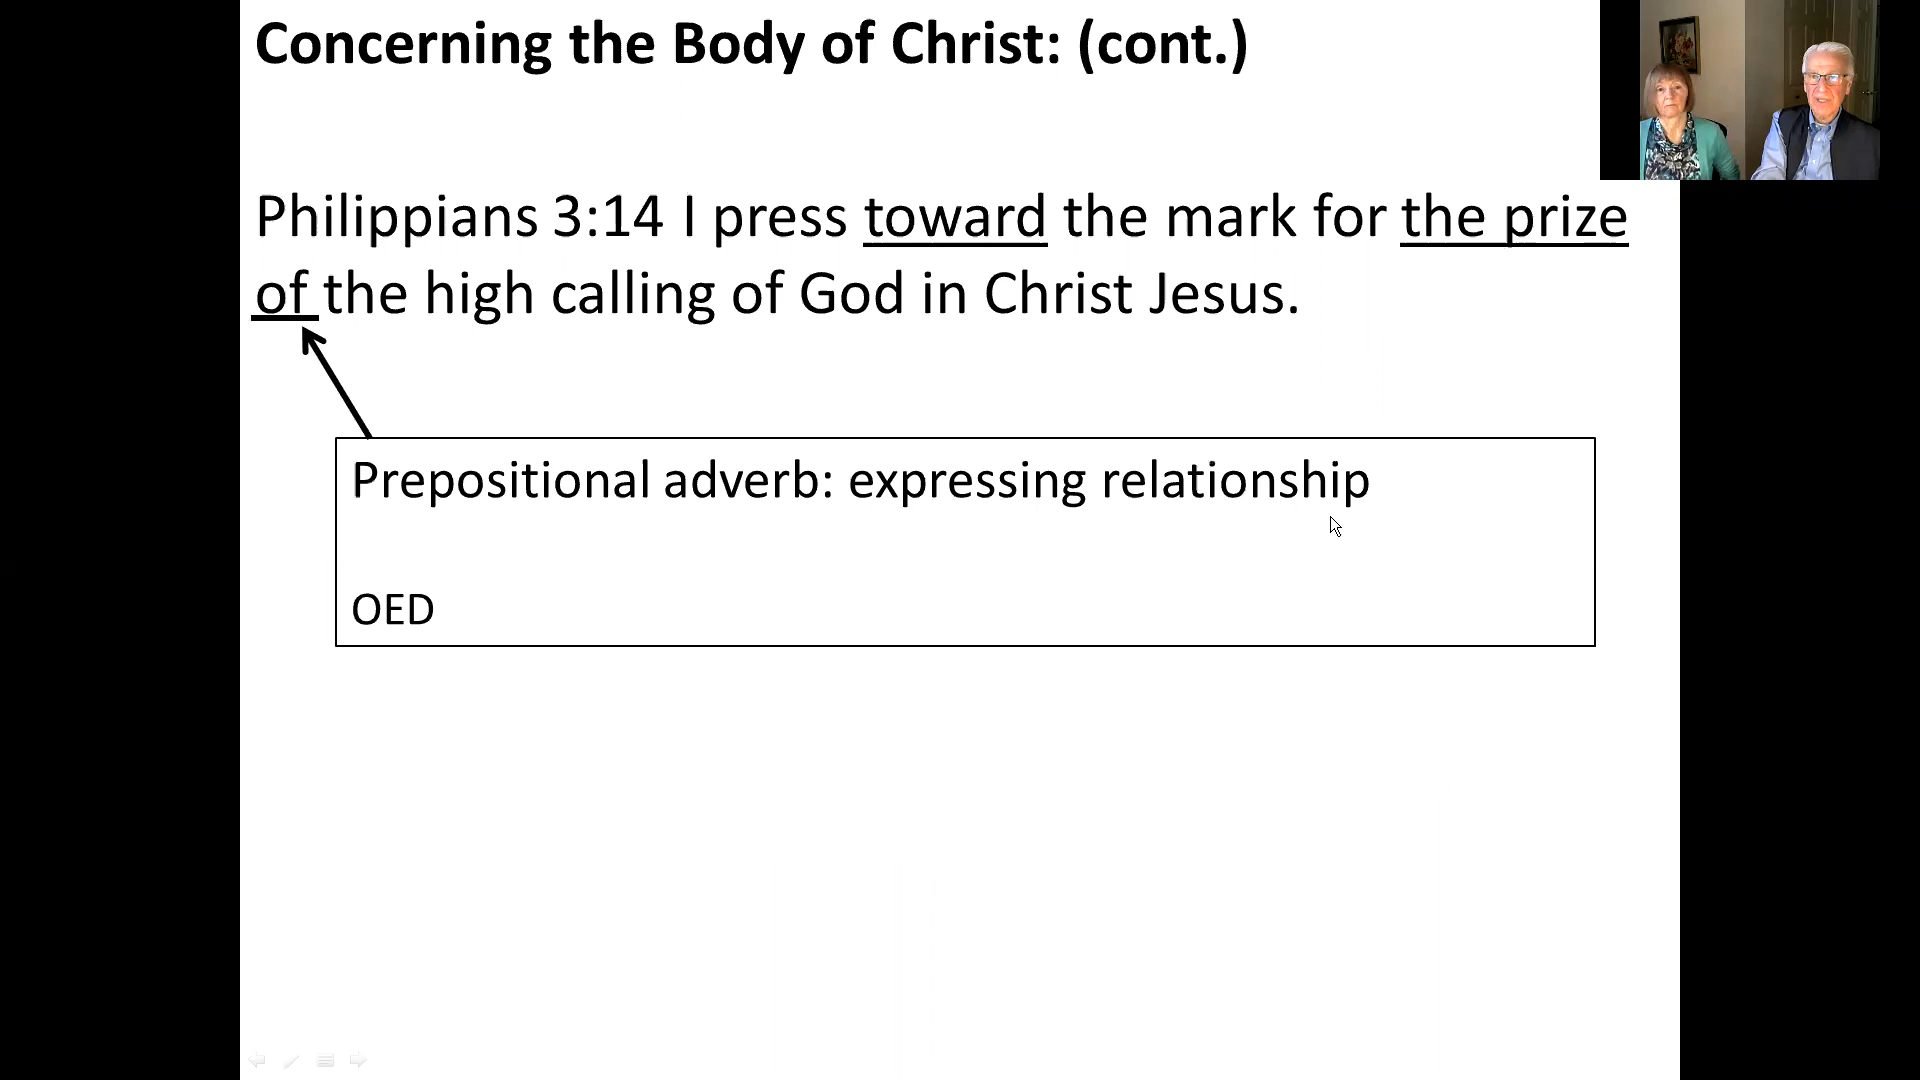 Concerning the Body of Christ: (cont.)
Philippians 3:14 I press toward the mark for the prize
of the high calling of God in Christ Jesus.
Prepositional adverb: expressing relationship
OED